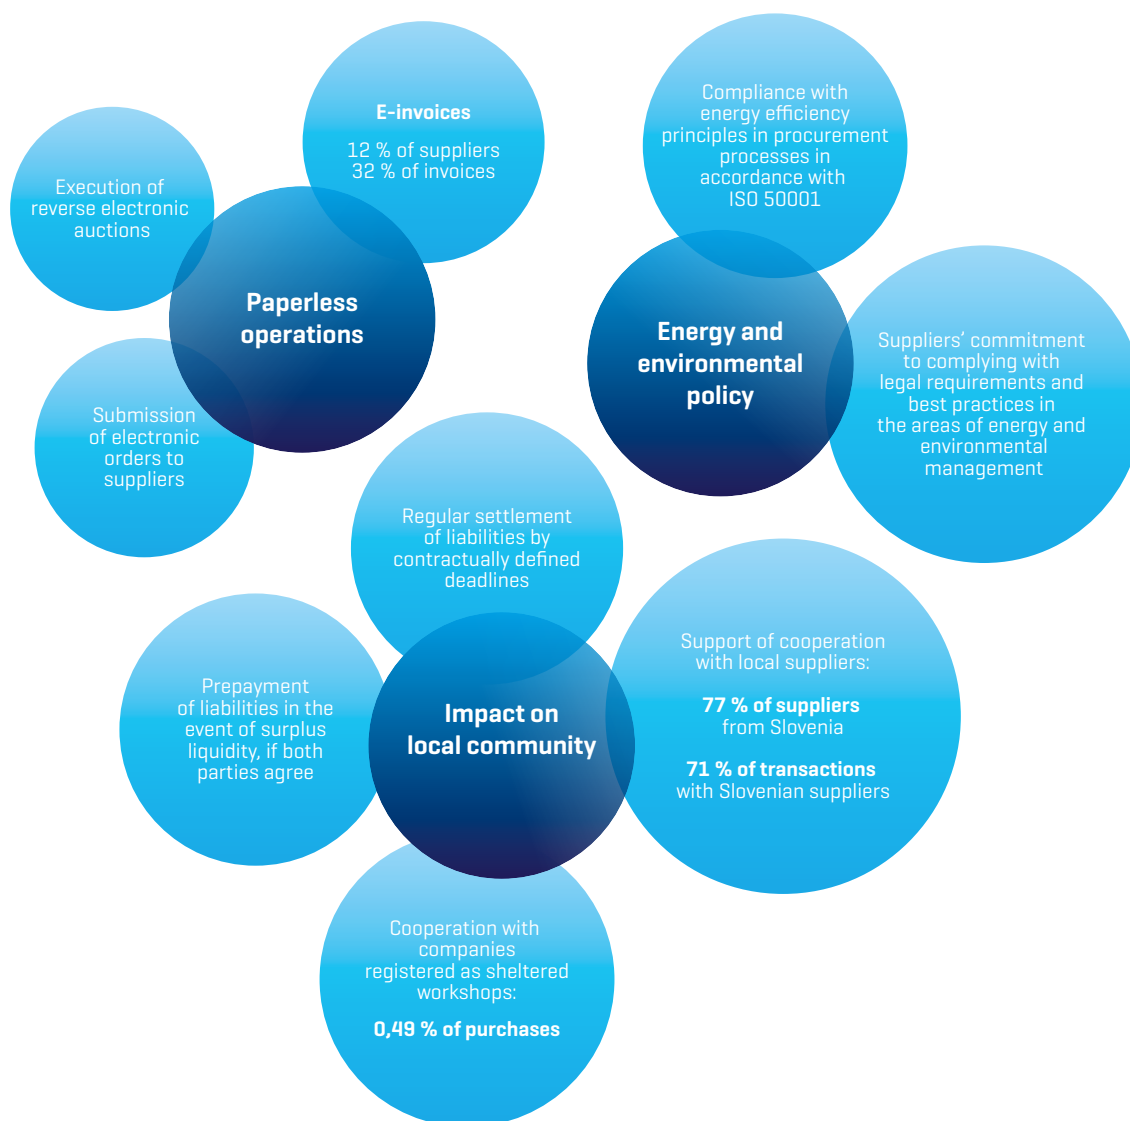 E-invoices
12 % of suppliers
32 % of invoices
Execution of
reverse electronic
auctions
Paperless
operations
Submission
of electronic
orders to
suppliers
Compliance with
energy efficiency
principles in procurement
processes in
accordance with
ISO 50001
Energy and
environmental
policy
Suppliers’ commitment
to complying with
legal requirements and
best practices in
the areas of energy and
environmental
management
Regular settlement
of liabilities by
contractually defined
deadlines
Prepayment
of liabilities in the
event of surplus
liquidity, if both
parties agree
Impact on
local community
Support of cooperation
with local suppliers:
77 % of suppliers
from Slovenia
71 % of transactions
with Slovenian suppliers
Cooperation with
companies
registered as sheltered
workshops:
0,49 % of purchases